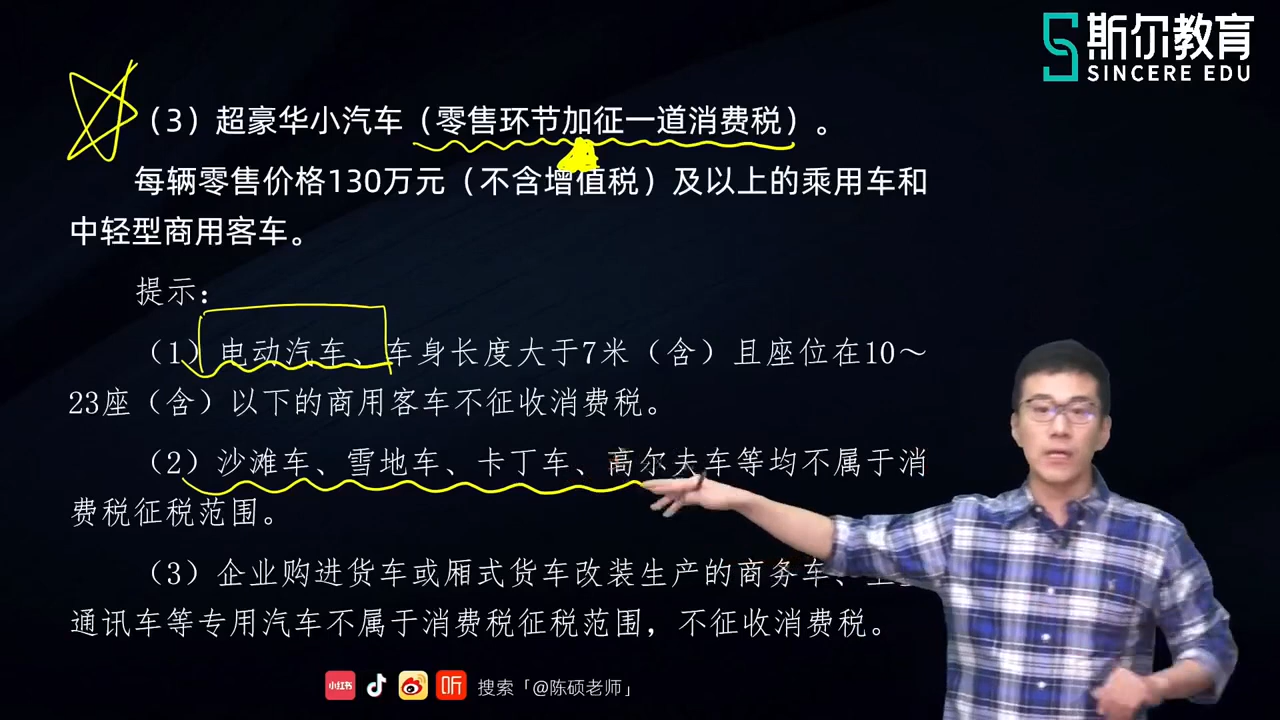 斯尔教育
SINCERE EDU
（3）超豪华小汽车（零售环节加征一道消费税）。
每辆零售价格130万元（不含增值税）及以上的乘用车和
中轻型商用客车。
提示：
（1）电动汽车、车身长度大于7米（含）且座位在10～
23座（含）以下的商用客车不征收消费税。
（2）沙滩车、雪地车、卡丁车、高尔夫车等均不属于消
费税征税范围。
（3）企业购进货车或厢式货车改装生产的商务车、
通讯车等专用汽车不属于消费税征税范围，不征收消费税。
小红书
听
搜索「@陈硕老师」